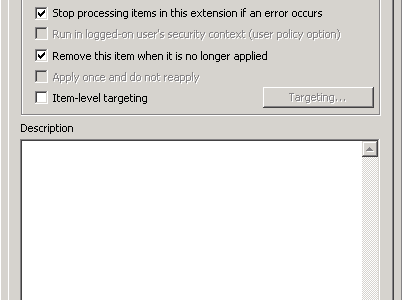 Stop processing items in this extension if an error occurs
Run in logged-on user's security context (user policy option)
Remove this item when it is no longer applied
Apply once and do not reapply
Item-level targeting
Targeting...
Description